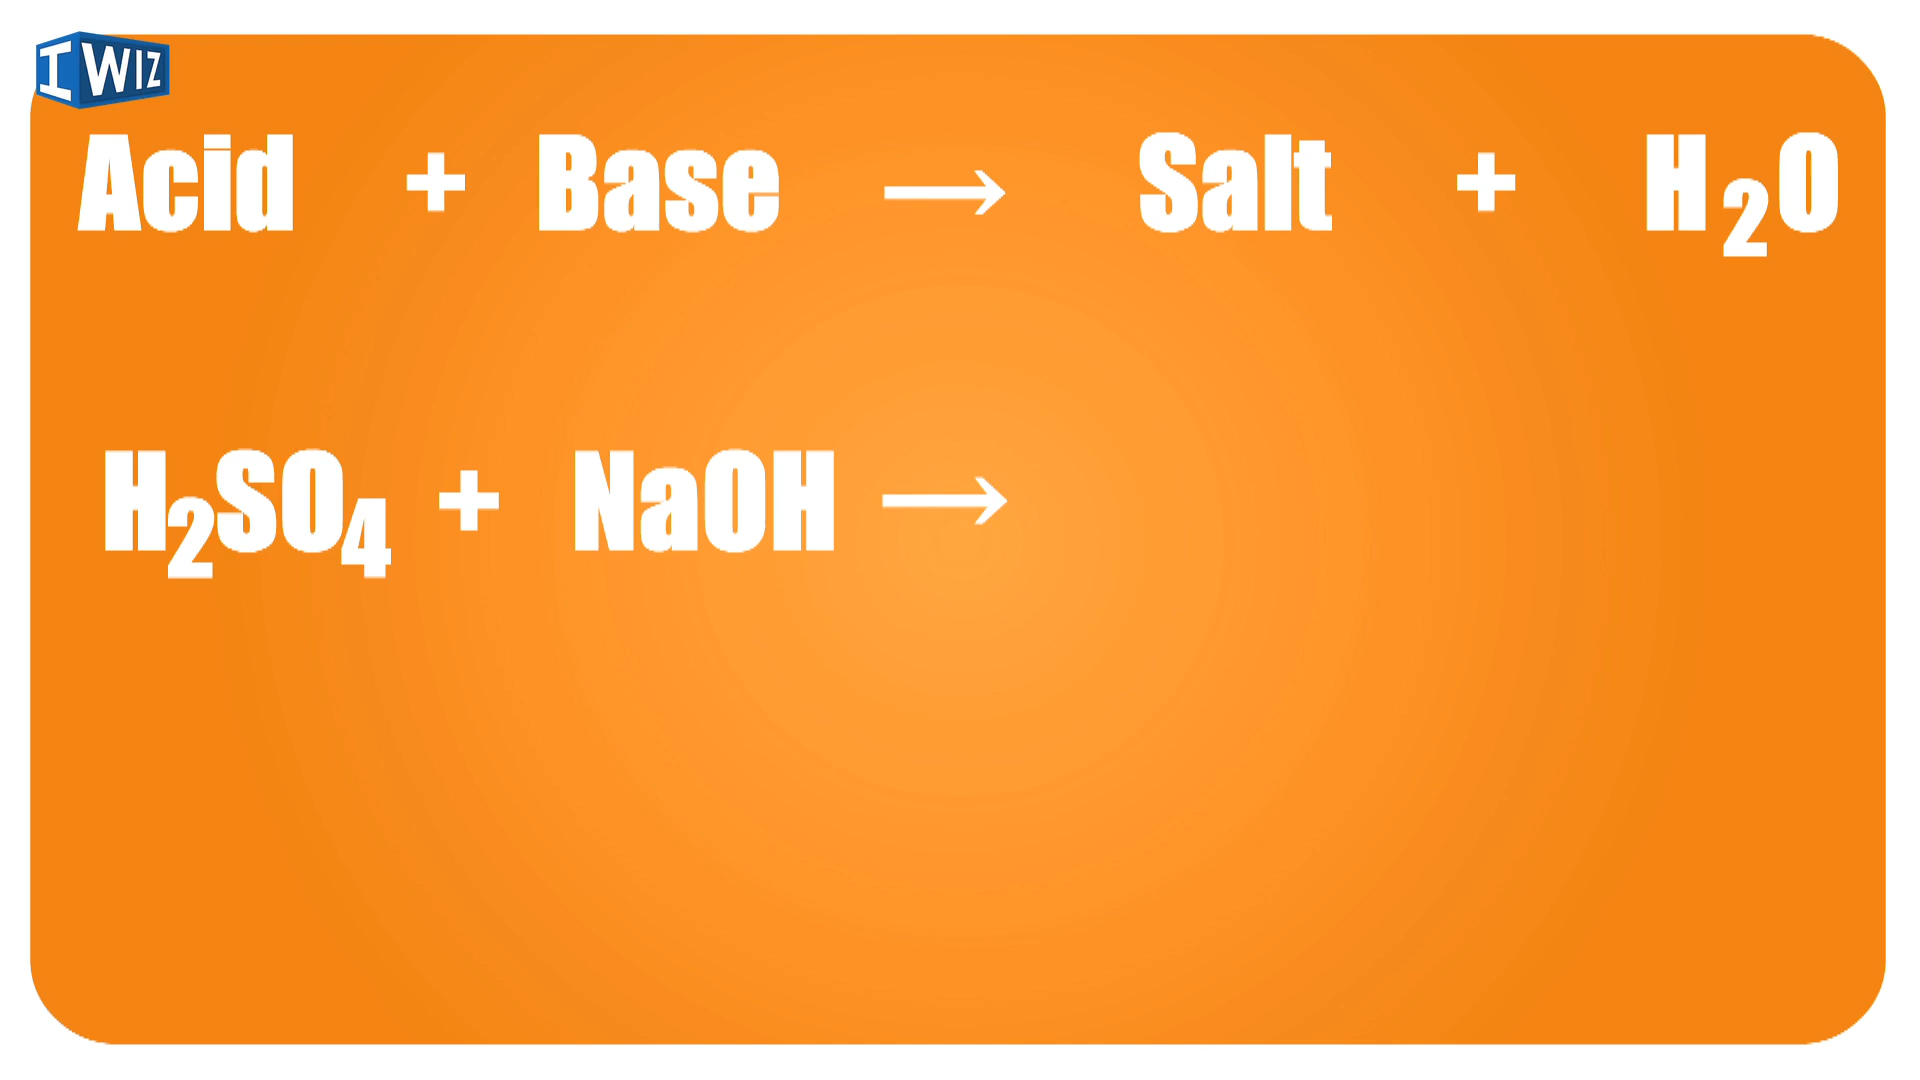 IWIZ
Acid + Base → Salt + H₂O
H₂SO₄ + NaOH →